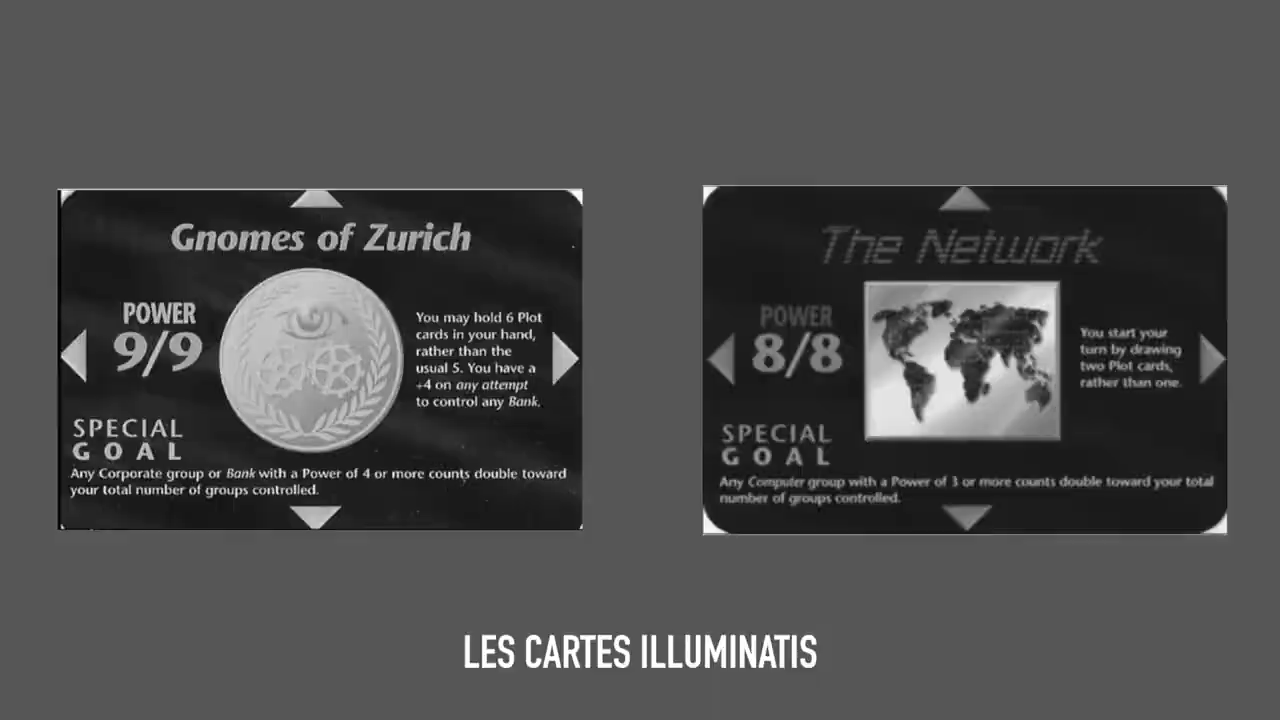 Gnomes of Zurich
POWER
9/9
You may hold 6 Plot
cards in your hand,
rather than the
usual 5. You have a
+4 on any attempt
to control any Bank.
SPECIAL
GOAL
Any Corporate group or Bank with a Power of 4 or more counts double toward
your total number of groups controlled.
The Network
POWER
8/8
You start your
turn by drawing
two Plot cards,
rather than one.
SPECIAL
GOAL
Any Computer group with a Power of 3 or more counts double toward your total
number of groups controlled.
LES CARTES ILLUMINATIS